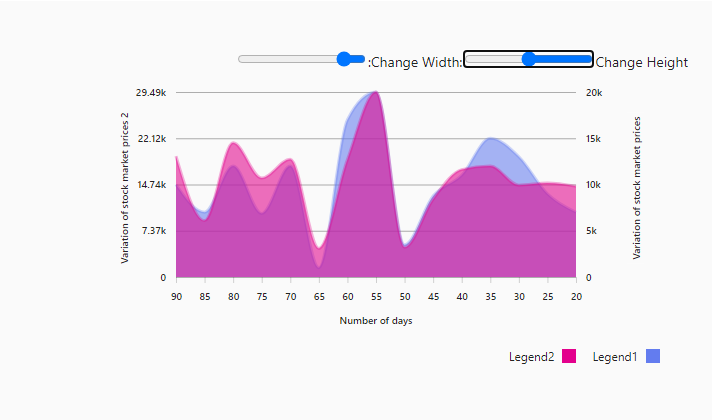 :Change Width: Change Height
29.49k
22.12k
14.74k
7.37k
0
Variation of stock market prices 2
20k
15k
10k
5k
0
Variation of stock market prices
90 85 80 75 70 65 60 55 50 45 40 35 30 25 20
Number of days
Legend2 Legend1